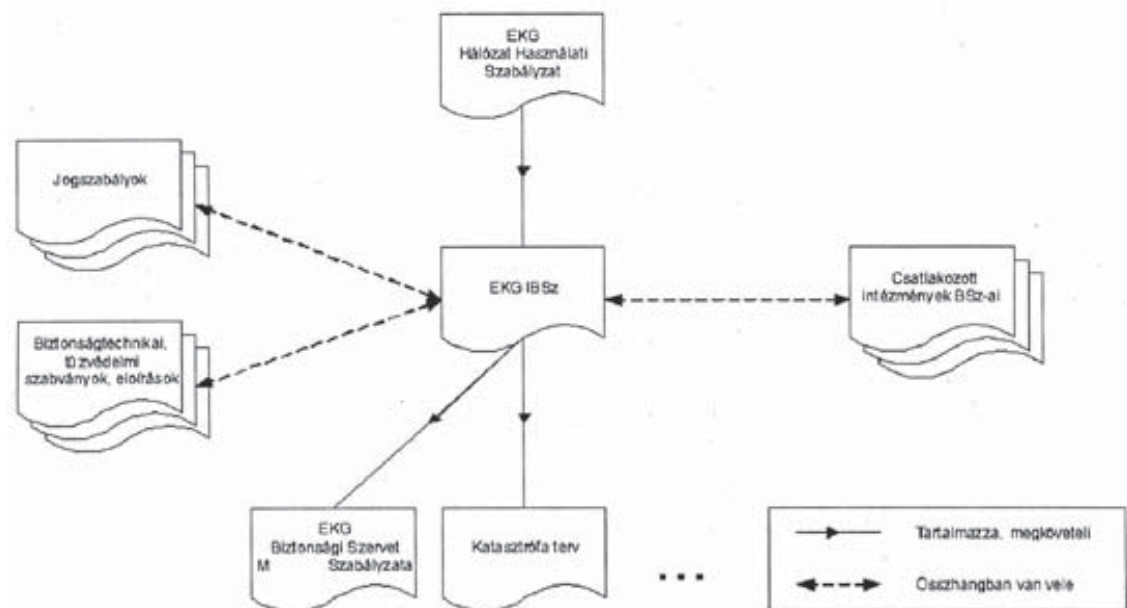 EKG
Hálózat Használati
Szabályzat
Jogszabályok
EKG IBSz
Csatlakozott
intézmények BSz-ai
Biztonságtechnikai,
tűzvédelmi
szabványok, előírások
EKG
Biztonsági Szervet
M Szabályzata
Katasztrófa terv
...
Tartalmazza, megköveteli
Összhangban van vele